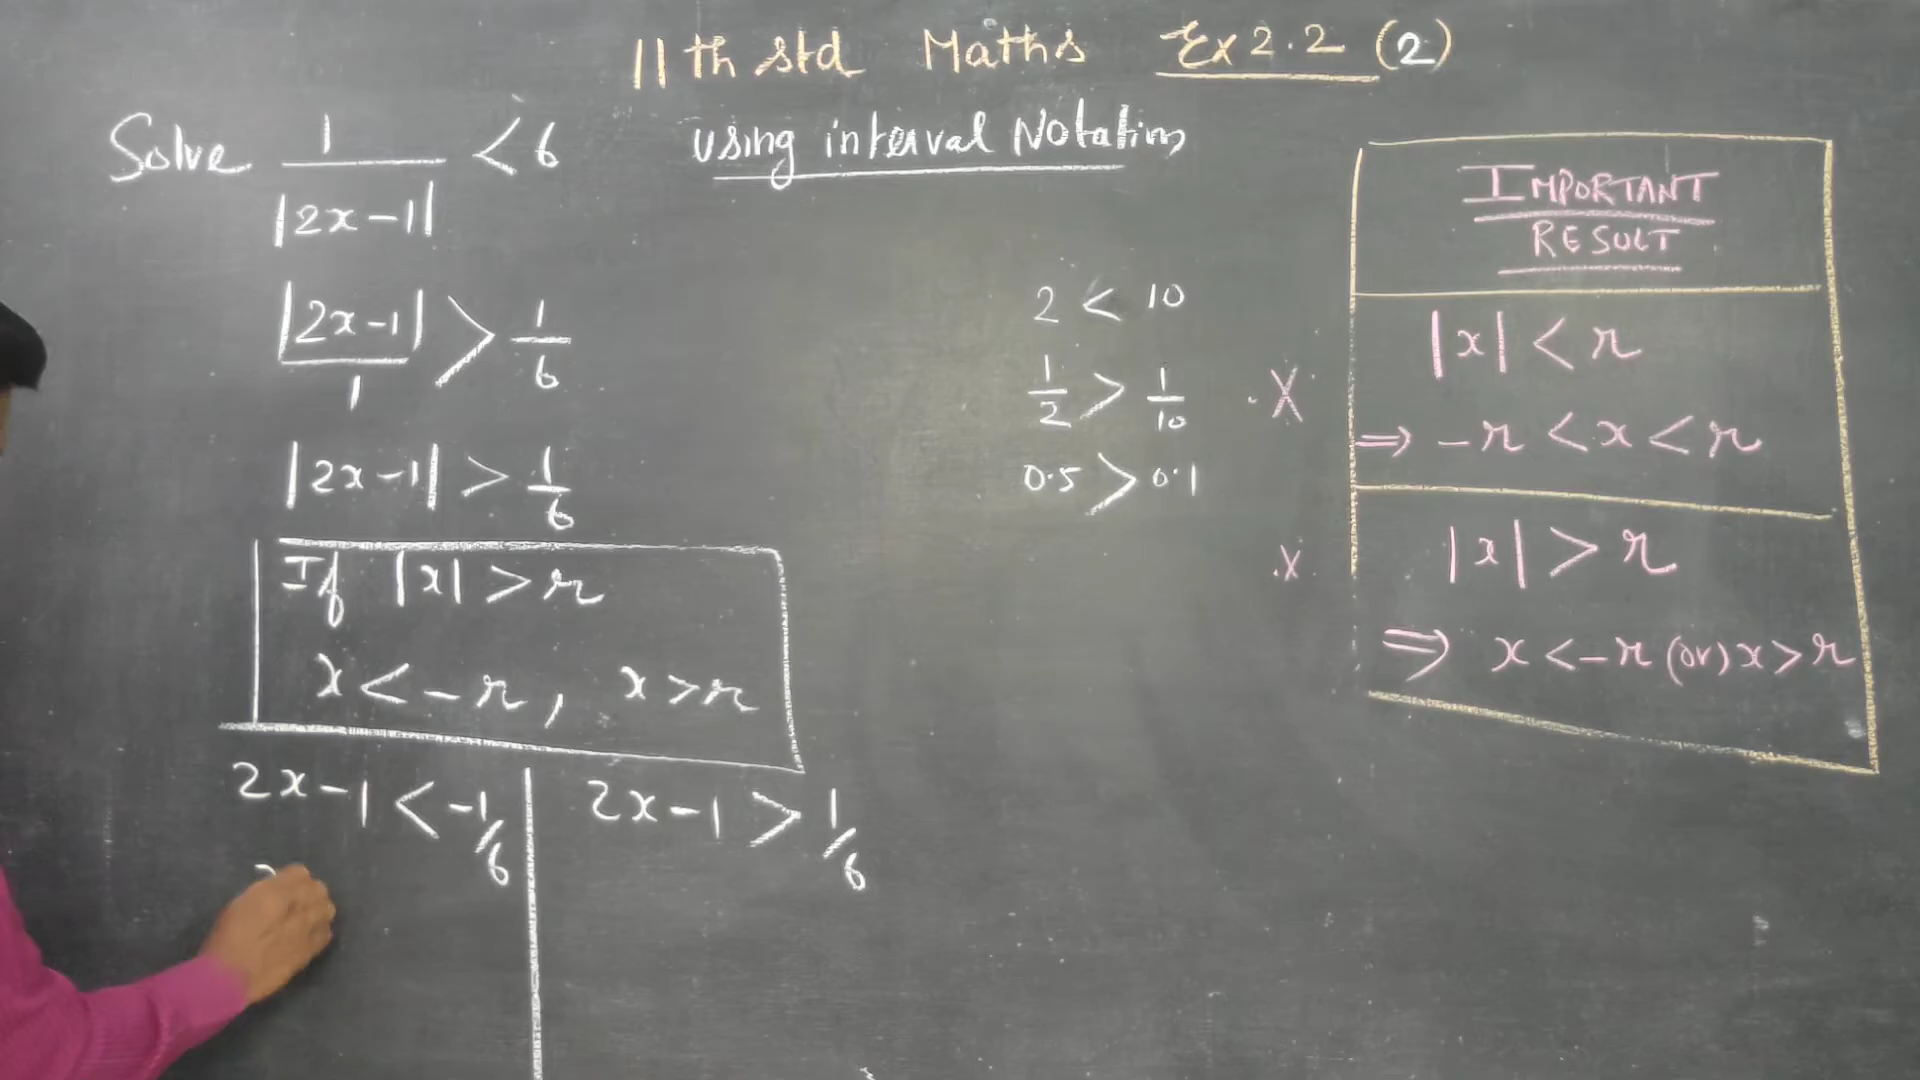 11th std Maths Ex 2.2 (2)
Solve 1/|2x-1| < 6 using interval Notation
|2x-1|/1 > 1/6
|2x-1| > 1/6
If |x| > r
x < -r, x > r
2x-1 < -1/6
2x-1 > 1/6
2 < 10
1/2 > 1/10
0.5 > 0.1
X
X
IMPORTANT
RESULT
|x| < r
⇒ -r < x < r
|x| > r
⇒ x < -r (or) x > r